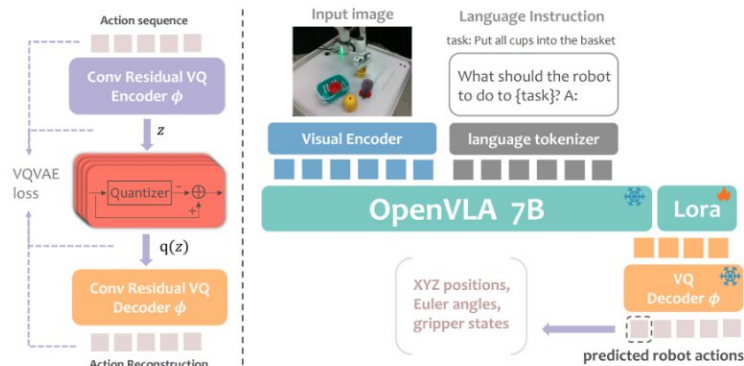 Action sequence
Conv Residual VQ
Encoder ϕ
z
VQVAE
loss
Quantizer
−
+
q(z)
Conv Residual VQ
Decoder ϕ
Action Reconstruction
Input image
Language Instruction
task: Put all cups into the basket
What should the robot
to do to {task}? A:
Visual Encoder
language tokenizer
OpenVLA 7B
Lora
VQ
Decoder ϕ
XYZ positions,
Euler angles,
gripper states
predicted robot actions